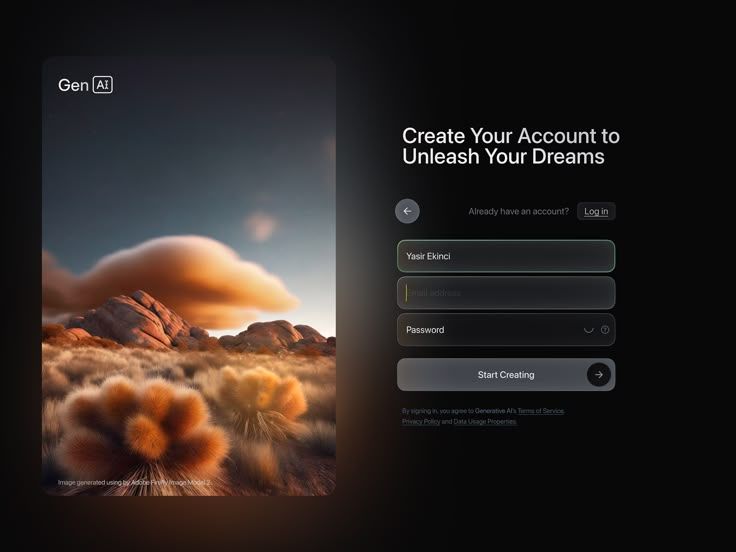 Gen AI
Create Your Account to
Unleash Your Dreams
Already have an account? Log in
Yasir Ekinci
Email address
Password
Start Creating
By signing in, you agree to Generative AI's Terms of Service,
Privacy Policy and Data Usage Properties.
Image generated using by Adobe Firefly Image Model 2.